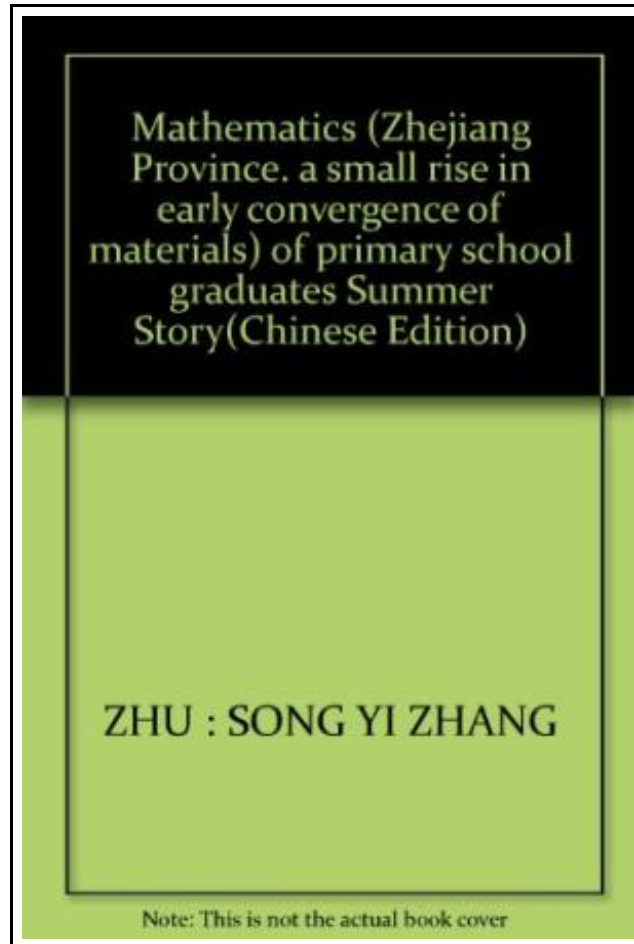 Mathematics (Zhejiang
Province. a small rise in
early convergence of
materials) of primary school
graduates Summer
Story(Chinese Edition)
ZHU : SONG YI ZHANG
Note: This is not the actual book cover